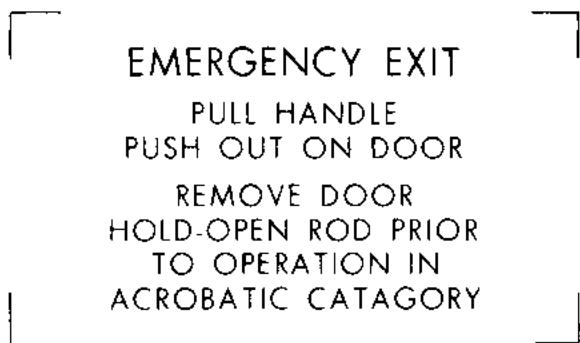 EMERGENCY EXIT
PULL HANDLE
PUSH OUT ON DOOR
REMOVE DOOR
HOLD-OPEN ROD PRIOR
TO OPERATION IN
ACROBATIC CATAGORY